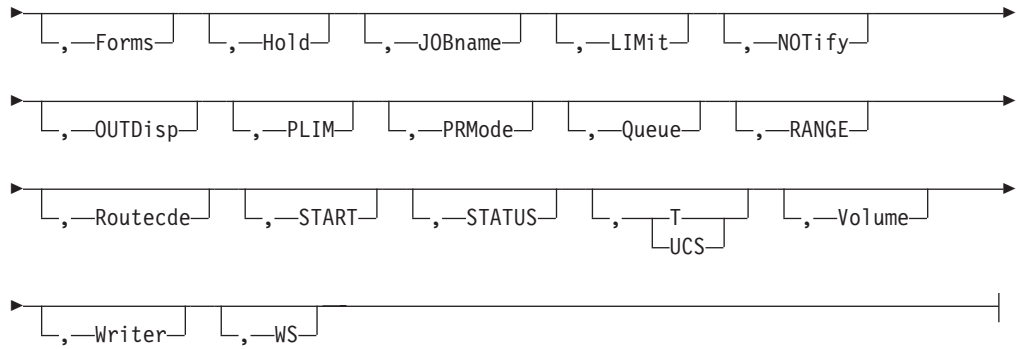 ,—Forms ,—Hold ,—JOBname ,—LIMit ,—NOTify
,—OUTDisp ,—PLIM ,—PRMode ,—Queue ,—RANGE
,—Routecde ,—START ,—STATUS ,—T ,—Volume
UCS
,—Writer ,—WS